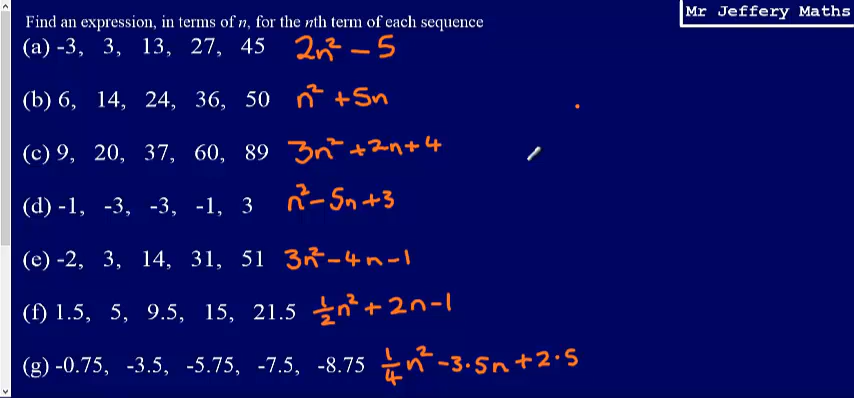 Mr Jeffery Maths
Find an expression, in terms of n, for the nth term of each sequence
(a) -3, 3, 13, 27, 45 2n² - 5
(b) 6, 14, 24, 36, 50 n² + 5n
(c) 9, 20, 37, 60, 89 3n² + 2n + 4
(d) -1, -3, -3, -1, 3 n² - 5n + 3
(e) -2, 3, 14, 31, 51 3n² - 4n - 1
(f) 1.5, 5, 9.5, 15, 21.5 ½n² + 2n - 1
(g) -0.75, -3.5, -5.75, -7.5, -8.75 ¼n² - 3.5n + 2.5